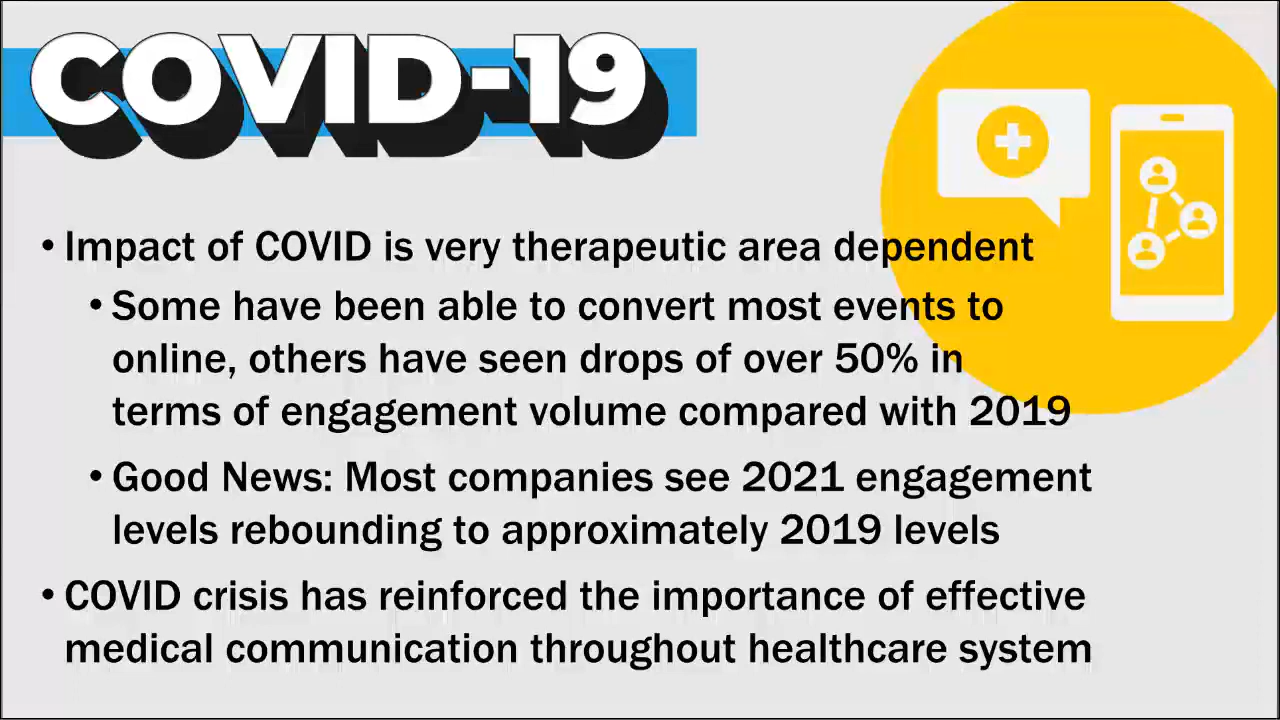 COVID-19
• Impact of COVID is very therapeutic area dependent
• Some have been able to convert most events to
online, others have seen drops of over 50% in
terms of engagement volume compared with 2019
• Good News: Most companies see 2021 engagement
levels rebounding to approximately 2019 levels
• COVID crisis has reinforced the importance of effective
medical communication throughout healthcare system